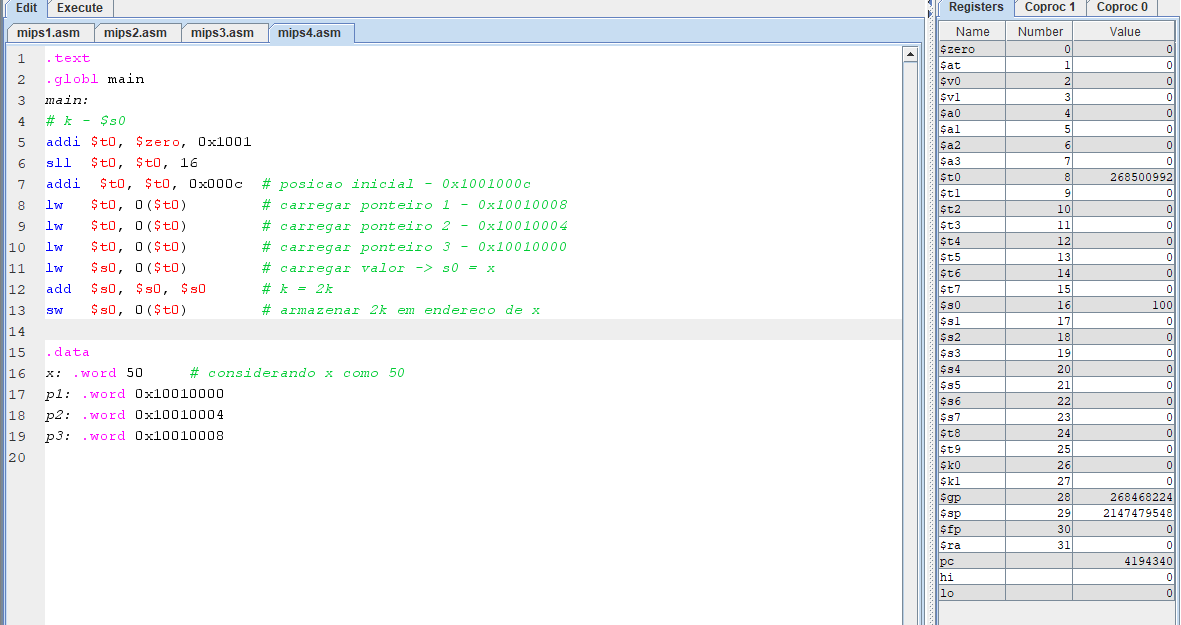 Edit Execute
mips1.asm mips2.asm mips3.asm mips4.asm
1 .text
2 .globl main
3 main:
4 # k - $s0
5 addi $t0, $zero, 0x1001
6 sll $t0, $t0, 16
7 addi $t0, $t0, 0x000c # posicao inicial - 0x1001000c
8 lw $t0, 0($t0) # carregar ponteiro 1 - 0x10010008
9 lw $t0, 0($t0) # carregar ponteiro 2 - 0x10010004
10 lw $t0, 0($t0) # carregar ponteiro 3 - 0x10010000
11 lw $s0, 0($t0) # carregar valor -> s0 = x
12 add $s0, $s0, $s0 # k = 2k
13 sw $s0, 0($t0) # armazenar 2k em endereco de x
14
15 .data
16 x: .word 50 # considerando x como 50
17 p1: .word 0x10010000
18 p2: .word 0x10010004
19 p3: .word 0x10010008
20
Registers Coproc 1 Coproc 0
Name Number Value
$zero 0 0
$at 1 0
$v0 2 0
$v1 3 0
$a0 4 0
$a1 5 0
$a2 6 0
$a3 7 0
$t0 8 268500992
$t1 9 0
$t2 10 0
$t3 11 0
$t4 12 0
$t5 13 0
$t6 14 0
$t7 15 0
$s0 16 100
$s1 17 0
$s2 18 0
$s3 19 0
$s4 20 0
$s5 21 0
$s6 22 0
$s7 23 0
$t8 24 0
$t9 25 0
$k0 26 0
$k1 27 0
$gp 28 268468224
$sp 29 2147479548
$fp 30 0
$ra 31 0
pc 4194340
hi 0
lo 0